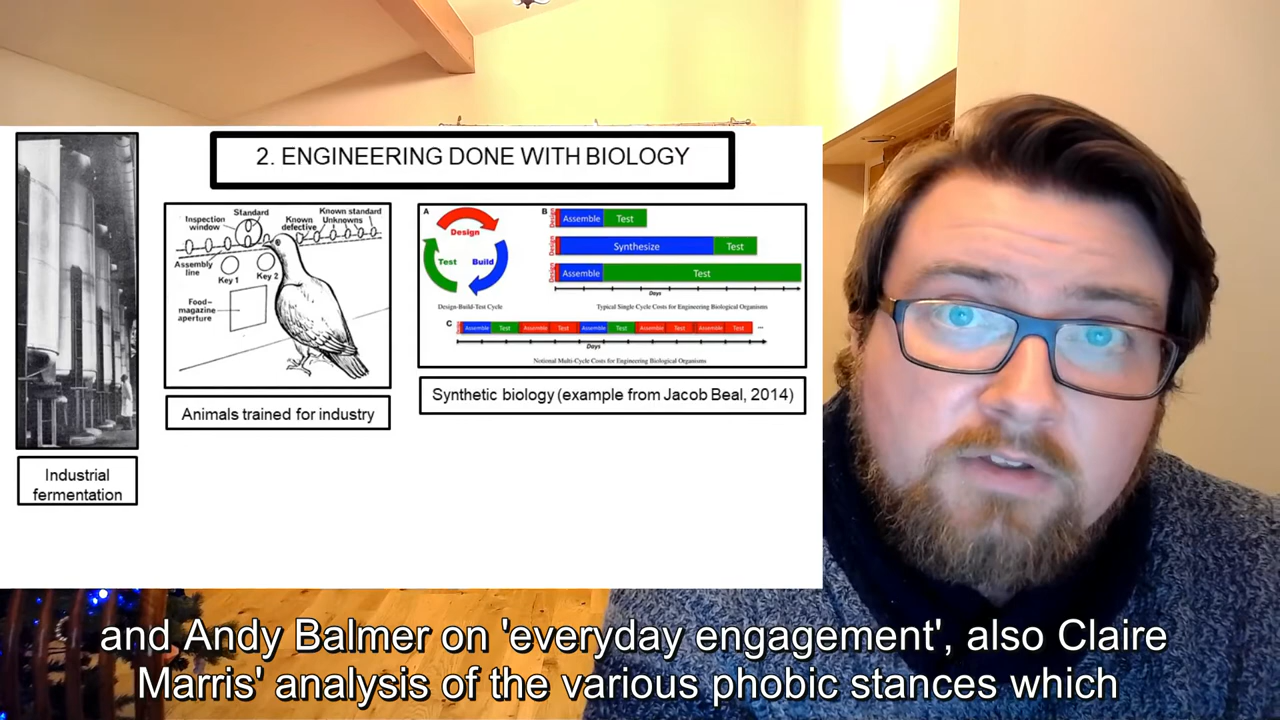 2. ENGINEERING DONE WITH BIOLOGY
Standard
Inspection
window
Known
defective
Known standard
Unknowns
Assembly
line
Key 1
Key 2
Food-
magazine
aperture
Animals trained for industry
Industrial
fermentation
A
Design
Test
Build
Design-Build-Test Cycle
B
Design
Assemble
Test
Design
Synthesize
Test
Design
Assemble
Test
Days
Typical Single Cycle Costs for Engineering Biological Organisms
C
Assemble Test Assemble Test Assemble Test Assemble Test Assemble Test ...
Days
Notional Multi-Cycle Costs for Engineering Biological Organisms
Synthetic biology (example from Jacob Beal, 2014)
and Andy Balmer on 'everyday engagement', also Claire
Marris' analysis of the various phobic stances which